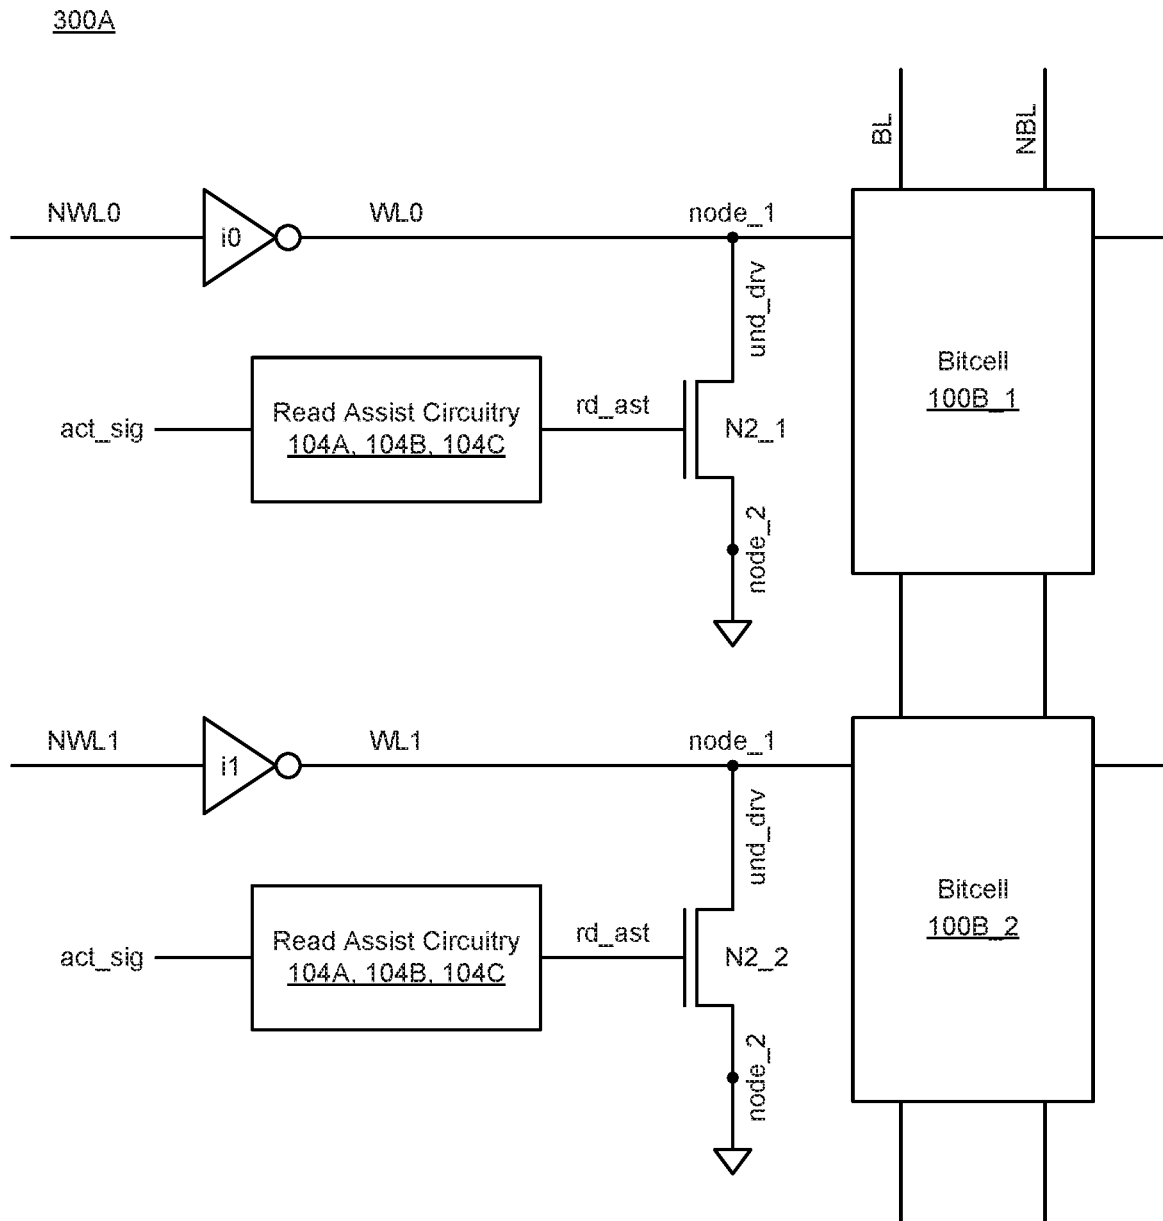 300A
BL
NBL
NWL0
i0
WL0
node_1
und_drv
Bitcell
100B_1
act_sig
Read Assist Circuitry
104A, 104B, 104C
rd_ast
N2_1
node_2
NWL1
i1
WL1
node_1
und_drv
Bitcell
100B_2
act_sig
Read Assist Circuitry
104A, 104B, 104C
rd_ast
N2_2
node_2